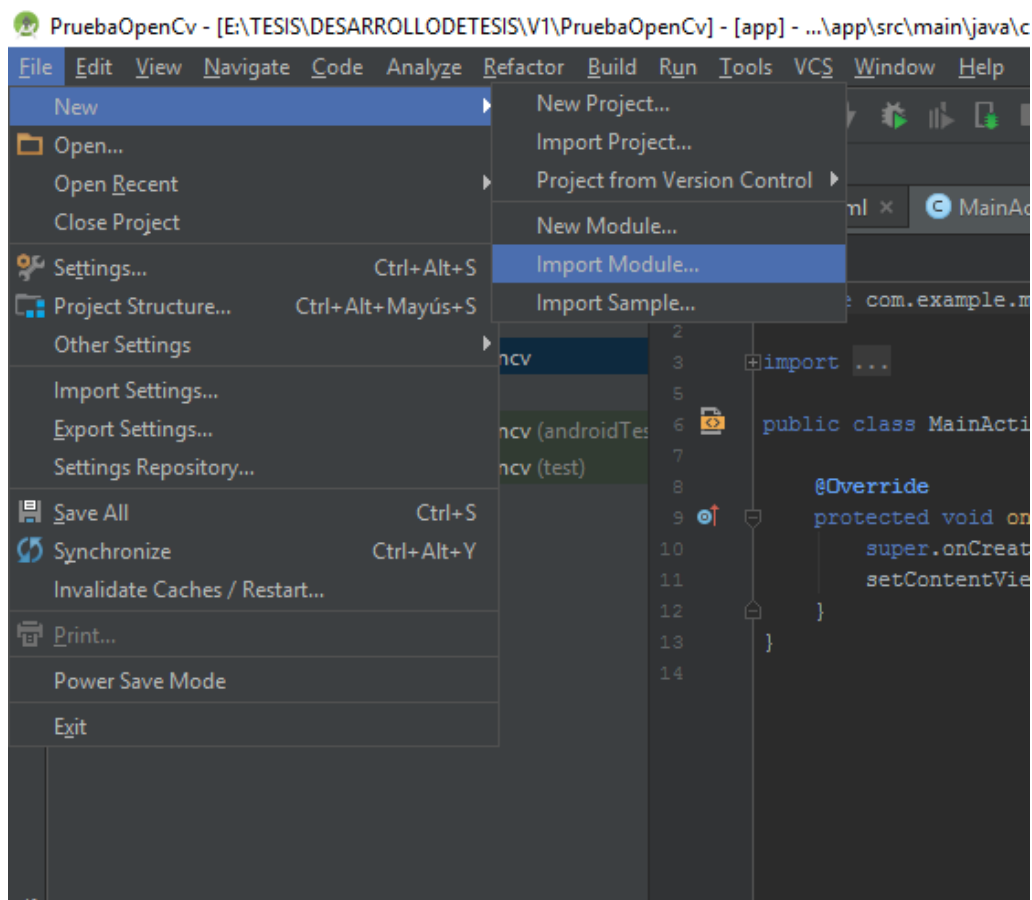 PruebaOpenCv - [E:\TESIS\DESARROLLODETESIS\V1\PruebaOpenCv] - [app] - ...\app\src\main\java\c
File Edit View Navigate Code Analyze Refactor Build Run Tools VCS Window Help
New
Open...
Open Recent
Close Project
Settings... Ctrl+Alt+S
Project Structure... Ctrl+Alt+Mayús+S
Other Settings
Import Settings...
Export Settings...
Settings Repository...
Save All Ctrl+S
Synchronize Ctrl+Alt+Y
Invalidate Caches / Restart...
Print...
Power Save Mode
Exit
New Project...
Import Project...
Project from Version Control
New Module...
Import Module...
Import Sample...
ncv
ncv (androidTes
ncv (test)
ml × C MainAc
com.example.m
2
3 import ...
5
6 public class MainActi
7
8 @Override
9 protected void on
10 super.onCreat
11 setContentVie
12 }
13 }
14